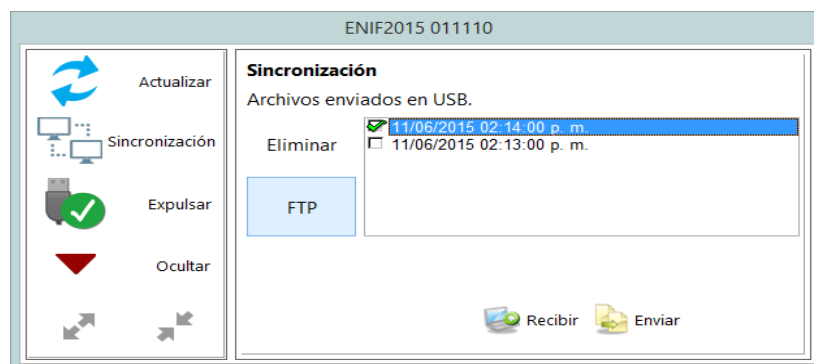 ENIF2015 011110
Actualizar
Sincronización
Expulsar
Ocultar
Sincronización
Archivos enviados en USB.
Eliminar
FTP
11/06/2015 02:14:00 p. m.
11/06/2015 02:13:00 p. m.
Recibir
Enviar